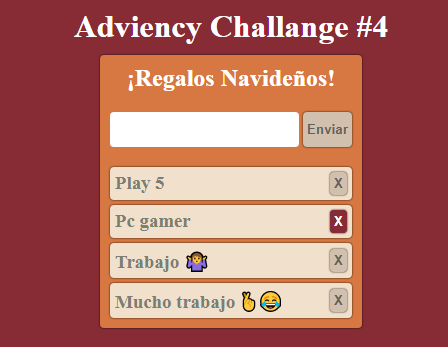 Adviency Challange #4
¡Regalos Navideños!
Enviar
Play 5 X
Pc gamer X
Trabajo 🤷‍♀️ X
Mucho trabajo 🫰😂 X